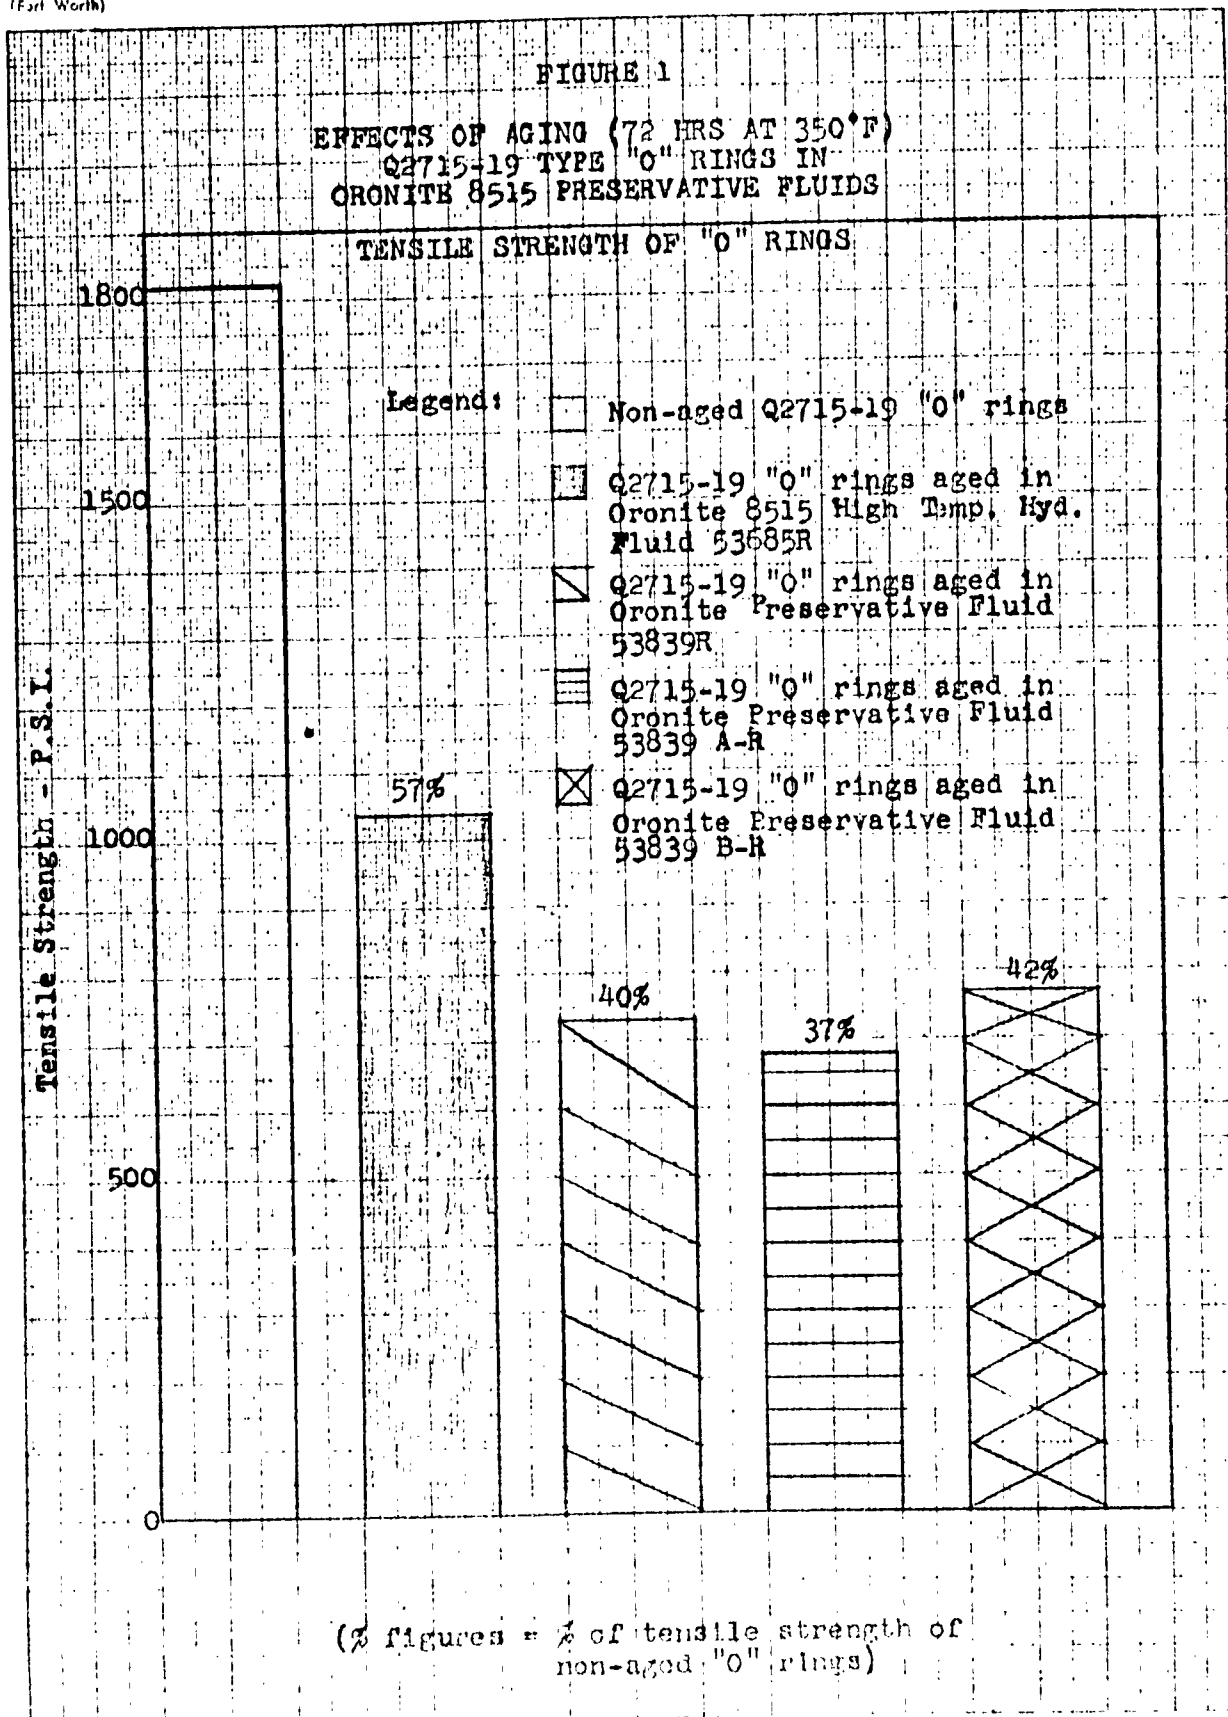 (Fort Worth)
FIGURE 1
EFFECTS OF AGING (72 HRS AT 350°F)
Q2715-19 TYPE "O" RINGS IN
ORONITE 8515 PRESERVATIVE FLUIDS
TENSILE STRENGTH OF "O" RINGS
1800
1500
1000
500
0
Tensile Strength - P.S.I.
Legend:
Non-aged Q2715-19 "O" rings
Q2715-19 "O" rings aged in
Oronite 8515 High Temp. Hyd.
Fluid 53685R
Q2715-19 "O" rings aged in
Oronite Preservative Fluid
53839R
Q2715-19 "O" rings aged in
Oronite Preservative Fluid
53839 A-R
Q2715-19 "O" rings aged in
Oronite Preservative Fluid
53839 B-R
57%
40%
37%
42%
(% figures = % of tensile strength of
non-aged "O" rings)